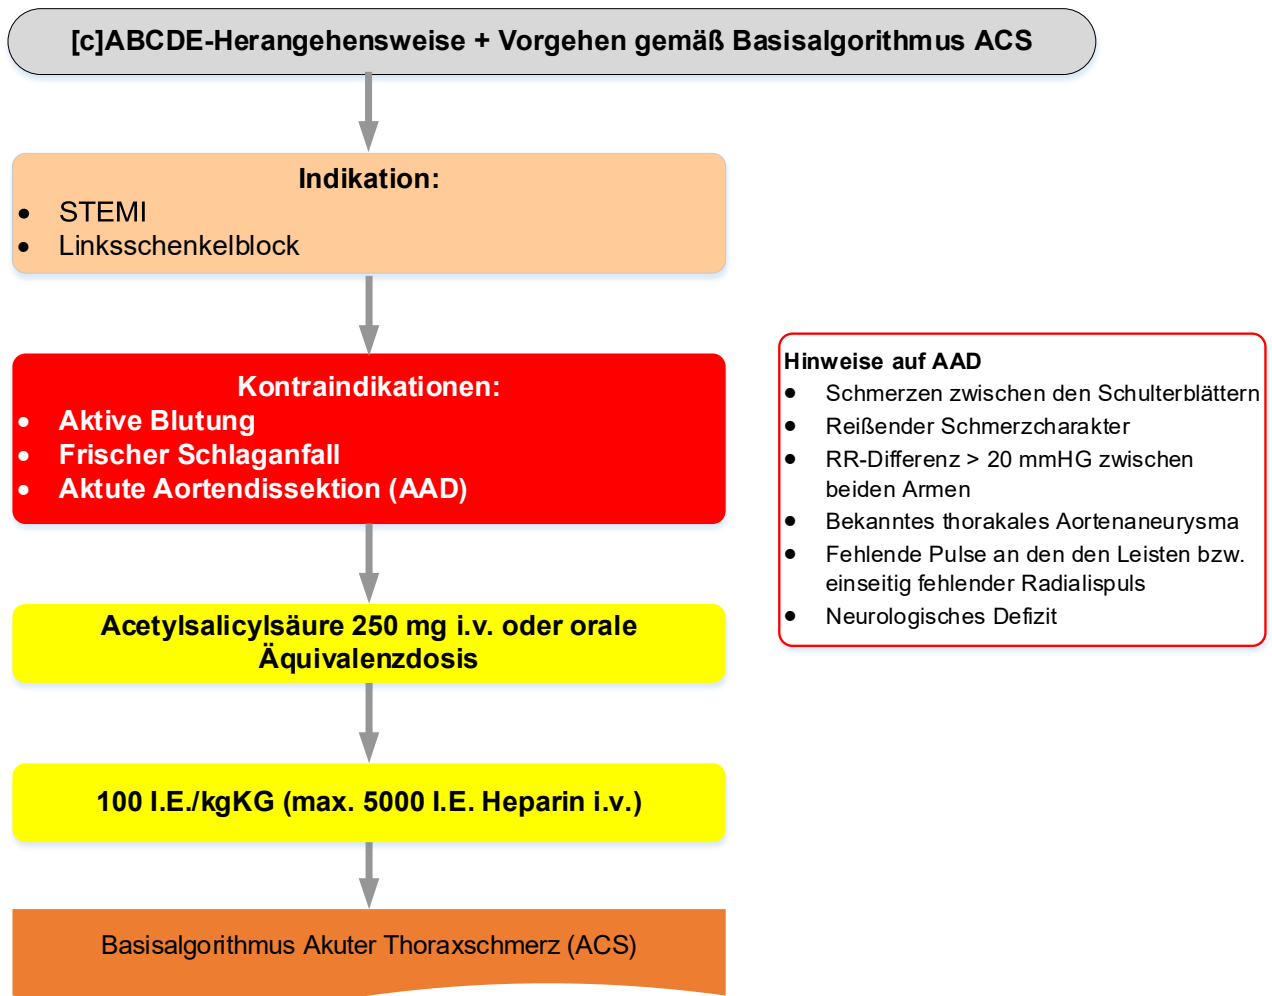 [c]ABCDE-Herangehensweise + Vorgehen gemäß Basisalgorithmus ACS
Indikation:
• STEMI
• Linksschenkelblock
Kontraindikationen:
• Aktive Blutung
• Frischer Schlaganfall
• Aktute Aortendissektion (AAD)
Acetylsalicylsäure 250 mg i.v. oder orale
Äquivalenzdosis
100 I.E./kgKG (max. 5000 I.E. Heparin i.v.)
Basisalgorithmus Akuter Thoraxschmerz (ACS)
Hinweise auf AAD
• Schmerzen zwischen den Schulterblättern
• Reißender Schmerzcharakter
• RR-Differenz > 20 mmHG zwischen
beiden Armen
• Bekanntes thorakales Aortenaneurysma
• Fehlende Pulse an den den Leisten bzw.
einseitig fehlender Radialispuls
• Neurologisches Defizit